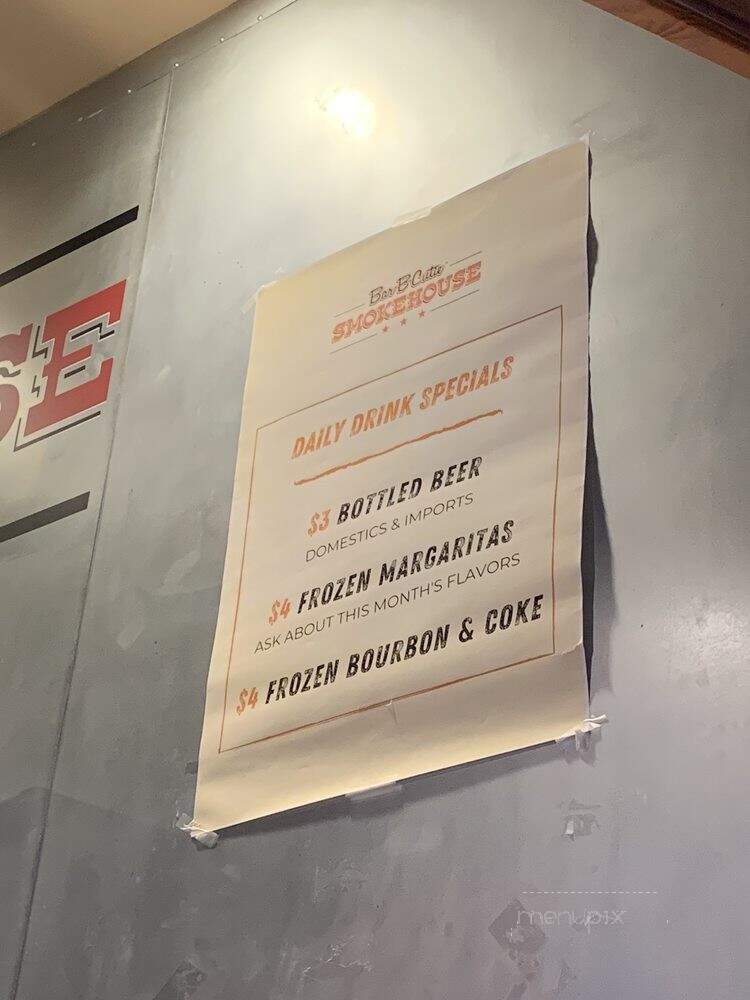 SE
Bar-B-Cutie
SMOKEHOUSE
DAILY DRINK SPECIALS
$3 BOTTLED BEER
DOMESTICS & IMPORTS
$4 FROZEN MARGARITAS
ASK ABOUT THIS MONTH'S FLAVORS
$4 FROZEN BOURBON & COKE
menupix